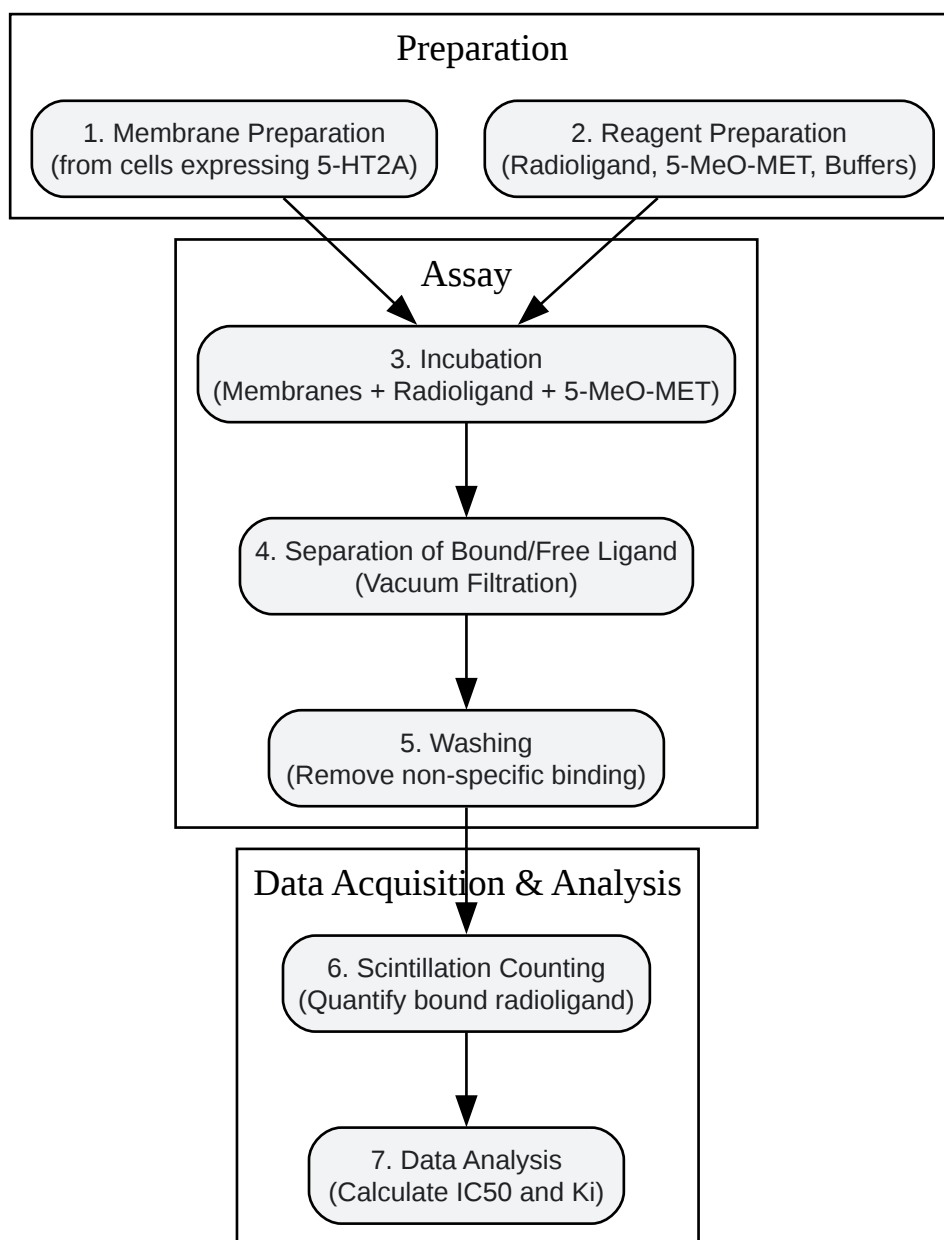 Preparation
1. Membrane Preparation
(from cells expressing 5-HT2A)
2. Reagent Preparation
(Radioligand, 5-MeO-MET, Buffers)
Assay
3. Incubation
(Membranes + Radioligand + 5-MeO-MET)
4. Separation of Bound/Free Ligand
(Vacuum Filtration)
5. Washing
(Remove non-specific binding)
Data Acquisition & Analysis
6. Scintillation Counting
(Quantify bound radioligand)
7. Data Analysis
(Calculate IC50 and Ki)